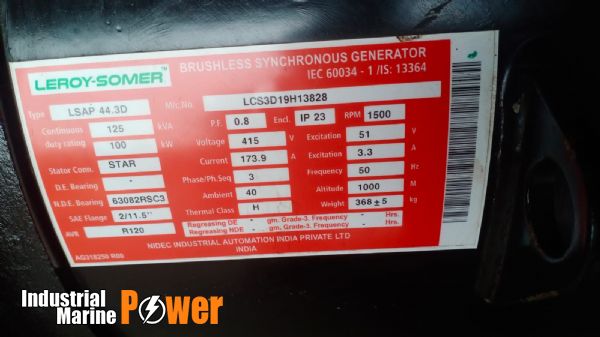 LEROY-SOMER™
BRUSHLESS SYNCHRONOUS GENERATOR
IEC 60034 - 1 /IS: 13364
Type LSAP 44.3D M/c.No. LCS3D19H13828
Continuous duty rating 125 kVA P.F. 0.8 Encl. IP 23 RPM 1500
100 kW Voltage 415 V Excitation 51 V
Stator Conn. STAR Current 173.9 A Excitation 3.3 A
D.E. Bearing - Phase/Ph.Seq 3 Frequency 50 Hz
N.D.E. Bearing 63082RSC3 Ambient 40 Altitude 1000 M
SAE Flange 2/11.5" Thermal Class H Weight 368 ± 5 kg
AVR R120 Regreasing DE - gm. Grade-3. Frequency - Hrs.
Regreasing NDE - gm. Grade-3. Frequency - Hrs.
NIDEC INDUSTRIAL AUTOMATION INDIA PRIVATE LTD
INDIA
AG318250 R00
Industrial
Marine Power